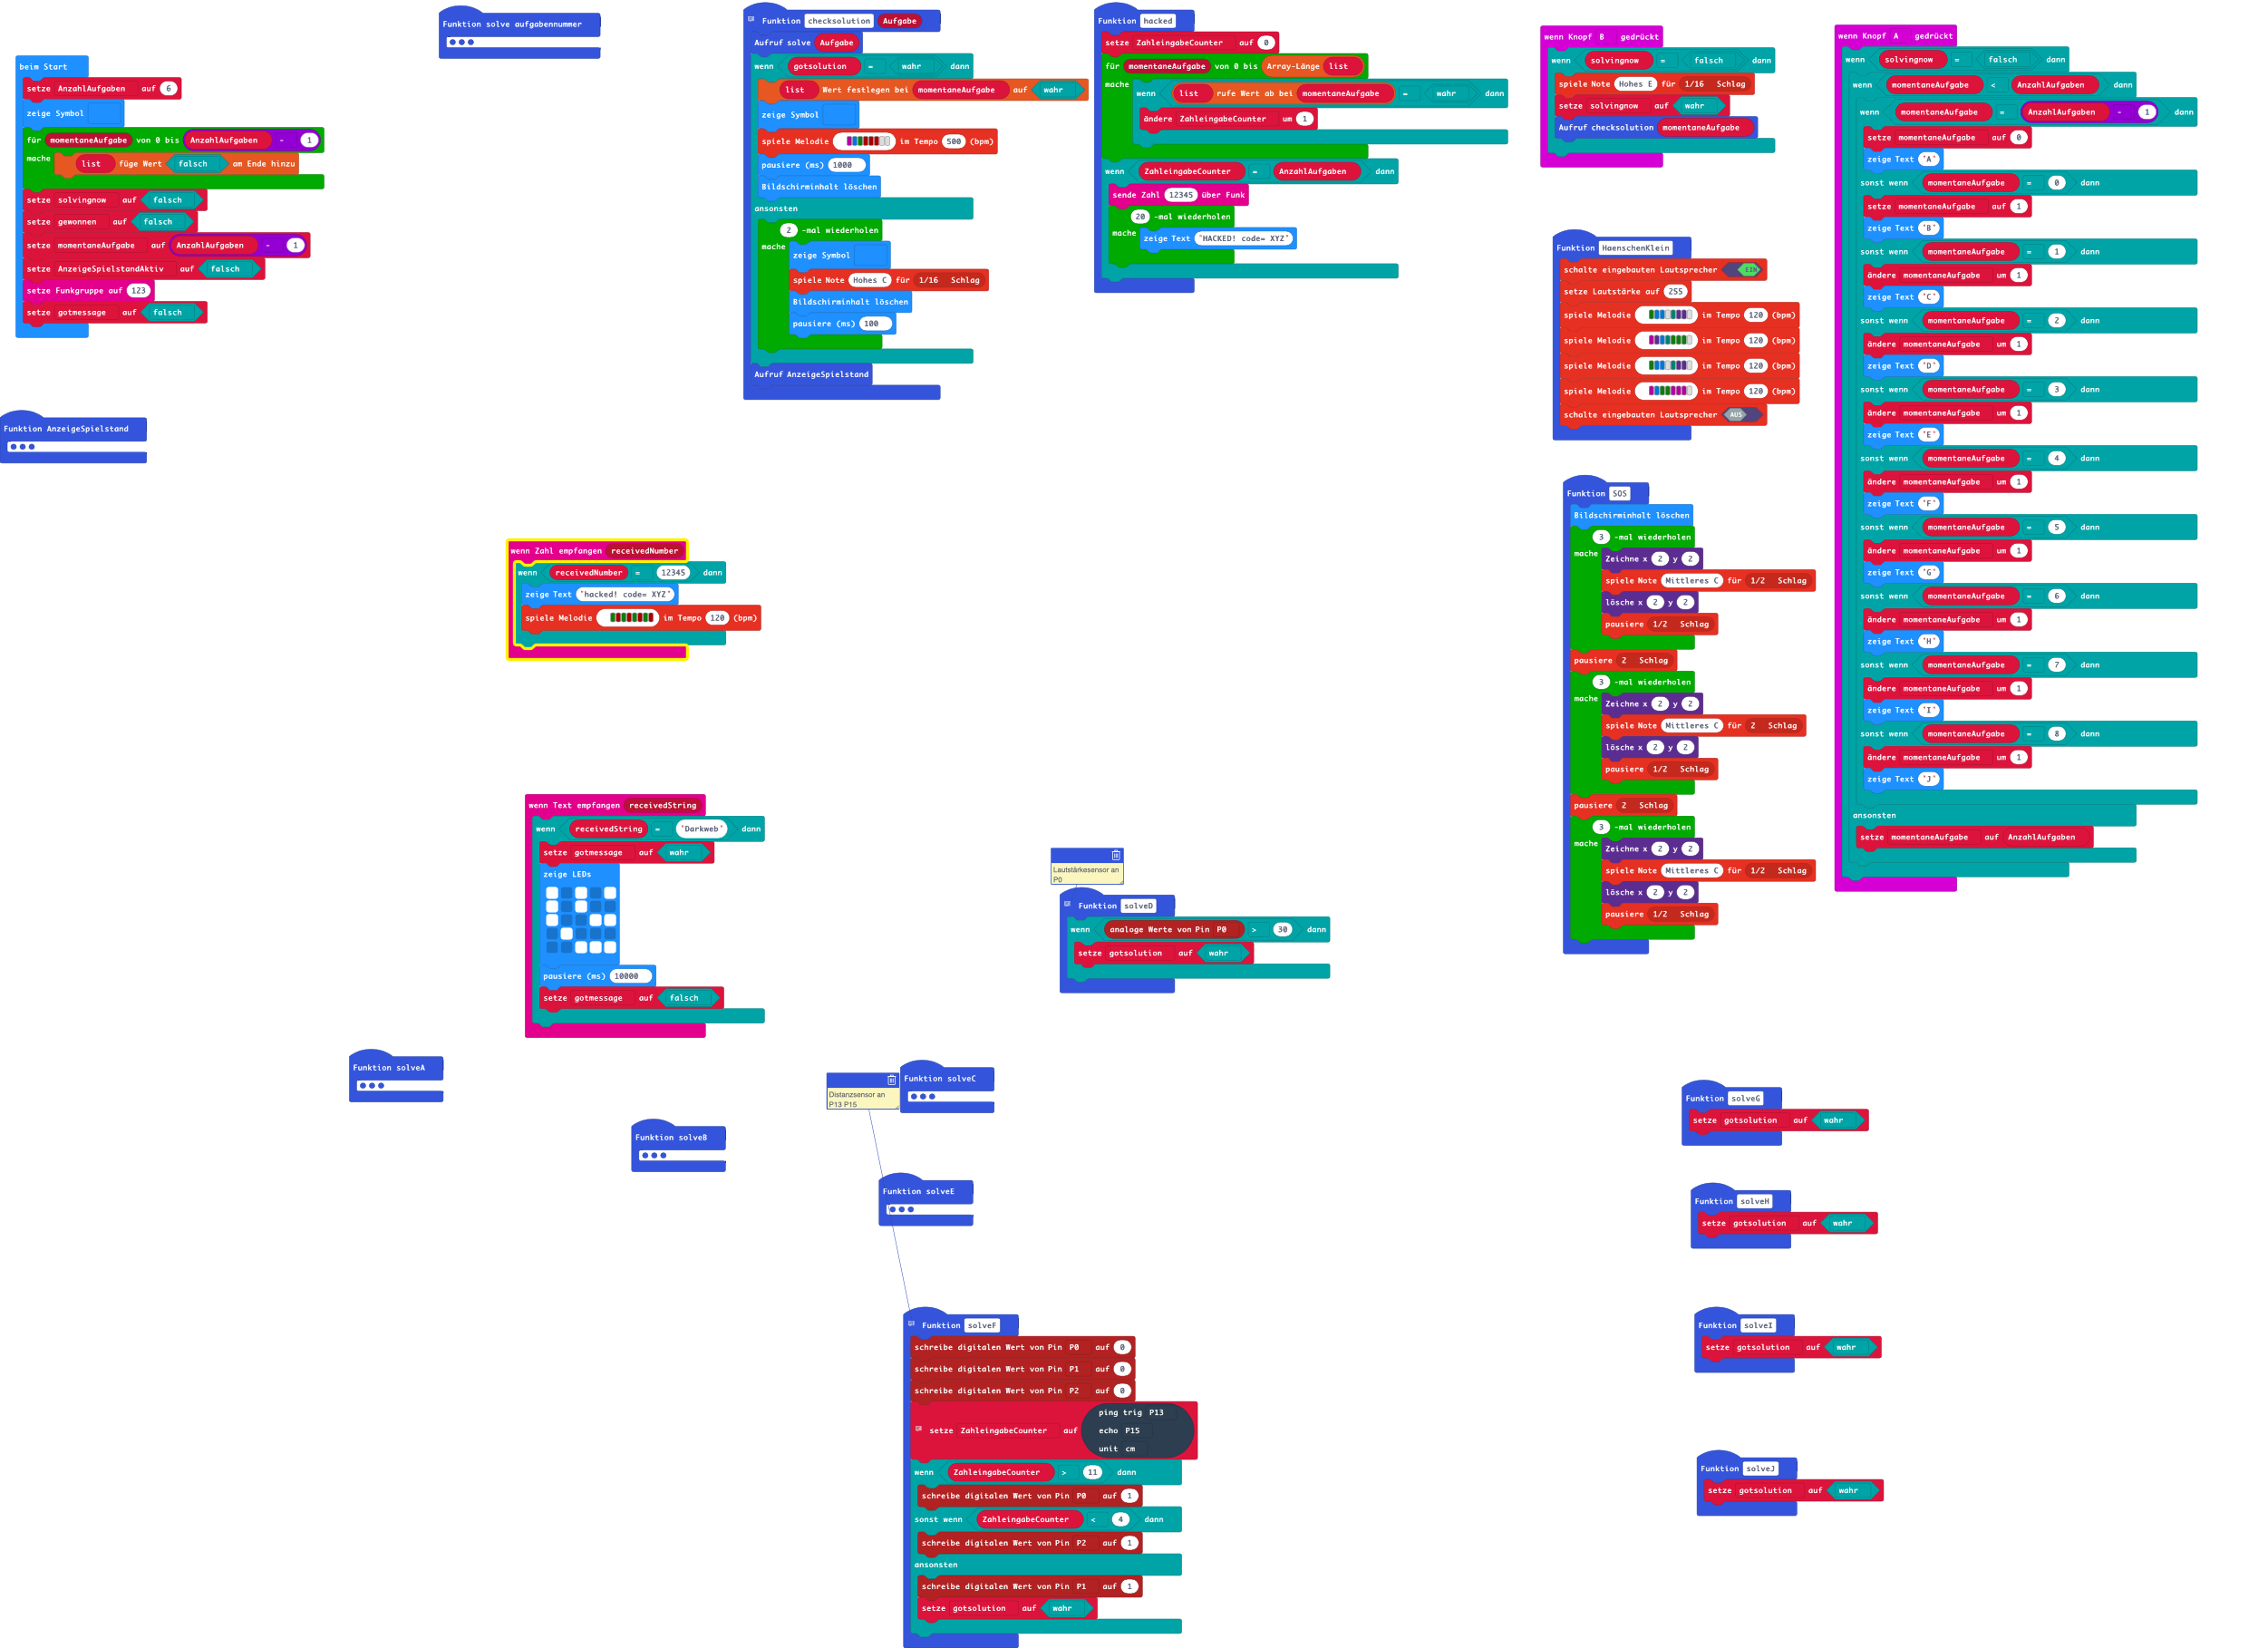 Funktion solve aufgabennummer
beim Start
setze AnzahlAufgaben auf 6
zeige Symbol
für momentaneAufgabe von 0 bis AnzahlAufgaben - 1
mache list füge Wert falsch am Ende hinzu
setze solvingnow auf falsch
setze gewonnen auf falsch
setze momentaneAufgabe auf AnzahlAufgaben - 1
setze AnzeigeSpielstandAktiv auf falsch
setze Funkgruppe auf 123
setze gotmessage auf falsch
Funktion AnzeigeSpielstand
Funktion checksolution Aufgabe
Aufruf solve Aufgabe
wenn gotsolution = wahr dann
list Wert festlegen bei momentaneAufgabe auf wahr
zeige Symbol
spiele Melodie im Tempo 500 (bpm)
pausiere (ms) 1000
Bildschirminhalt löschen
ansonsten
2 -mal wiederholen
mache zeige Symbol
spiele Note Hohes C für 1/16 Schlag
Bildschirminhalt löschen
pausiere (ms) 100
Aufruf AnzeigeSpielstand
Funktion hacked
setze ZahleingabeCounter auf 0
für momentaneAufgabe von 0 bis Array-Länge list
mache wenn list rufe Wert ab bei momentaneAufgabe = wahr dann
ändere ZahleingabeCounter um 1
wenn ZahleingabeCounter = AnzahlAufgaben dann
sende Zahl 12345 über Funk
20 -mal wiederholen
mache zeige Text "HACKED! code= XYZ"
wenn Knopf B gedrückt
wenn solvingnow = falsch dann
spiele Note Hohes E für 1/16 Schlag
setze solvingnow auf wahr
Aufruf checksolution momentaneAufgabe
Funktion HaenschenKlein
schalte eingebauten Lautsprecher EIN
setze Lautstärke auf 255
spiele Melodie im Tempo 120 (bpm)
spiele Melodie im Tempo 120 (bpm)
spiele Melodie im Tempo 120 (bpm)
spiele Melodie im Tempo 120 (bpm)
schalte eingebauten Lautsprecher AUS
Funktion SOS
Bildschirminhalt löschen
3 -mal wiederholen
mache Zeichne x 2 y 2
spiele Note Mittleres C für 1/2 Schlag
lösche x 2 y 2
pausiere 1/2 Schlag
pausiere 2 Schlag
3 -mal wiederholen
mache Zeichne x 2 y 2
spiele Note Mittleres C für 2 Schlag
lösche x 2 y 2
pausiere 1/2 Schlag
pausiere 2 Schlag
3 -mal wiederholen
mache Zeichne x 2 y 2
spiele Note Mittleres C für 1/2 Schlag
lösche x 2 y 2
pausiere 1/2 Schlag
wenn Knopf A gedrückt
wenn solvingnow = falsch dann
wenn momentaneAufgabe < AnzahlAufgaben dann
wenn momentaneAufgabe = AnzahlAufgaben - 1 dann
setze momentaneAufgabe auf 0
zeige Text "A"
sonst wenn momentaneAufgabe = 0 dann
setze momentaneAufgabe auf 1
zeige Text "B"
sonst wenn momentaneAufgabe = 1 dann
ändere momentaneAufgabe um 1
zeige Text "C"
sonst wenn momentaneAufgabe = 2 dann
ändere momentaneAufgabe um 1
zeige Text "D"
sonst wenn momentaneAufgabe = 3 dann
ändere momentaneAufgabe um 1
zeige Text "E"
sonst wenn momentaneAufgabe = 4 dann
ändere momentaneAufgabe um 1
zeige Text "F"
sonst wenn momentaneAufgabe = 5 dann
ändere momentaneAufgabe um 1
zeige Text "G"
sonst wenn momentaneAufgabe = 6 dann
ändere momentaneAufgabe um 1
zeige Text "H"
sonst wenn momentaneAufgabe = 7 dann
ändere momentaneAufgabe um 1
zeige Text "I"
sonst wenn momentaneAufgabe = 8 dann
ändere momentaneAufgabe um 1
zeige Text "J"
ansonsten
setze momentaneAufgabe auf AnzahlAufgaben
wenn Zahl empfangen receivedNumber
wenn receivedNumber = 12345 dann
zeige Text "hacked! code= XYZ"
spiele Melodie im Tempo 120 (bpm)
wenn Text empfangen receivedString
wenn receivedString = "Darkweb" dann
setze gotmessage auf wahr
zeige LEDs
pausiere (ms) 10000
setze gotmessage auf falsch
Lautstärkesensor an
P0
Funktion solveD
wenn analoge Werte von Pin P0 > 30 dann
setze gotsolution auf wahr
Funktion solveA
Funktion solveB
Distanzsensor an
P13 P15
Funktion solveC
Funktion solveE
Funktion solveF
schreibe digitalen Wert von Pin P0 auf 0
schreibe digitalen Wert von Pin P1 auf 0
schreibe digitalen Wert von Pin P2 auf 0
setze ZahleingabeCounter auf ping trig P13
echo P15
unit cm
wenn ZahleingabeCounter > 11 dann
schreibe digitalen Wert von Pin P0 auf 1
sonst wenn ZahleingabeCounter < 4 dann
schreibe digitalen Wert von Pin P2 auf 1
ansonsten
schreibe digitalen Wert von Pin P1 auf 1
setze gotsolution auf wahr
Funktion solveG
setze gotsolution auf wahr
Funktion solveH
setze gotsolution auf wahr
Funktion solveI
setze gotsolution auf wahr
Funktion solveJ
setze gotsolution auf wahr